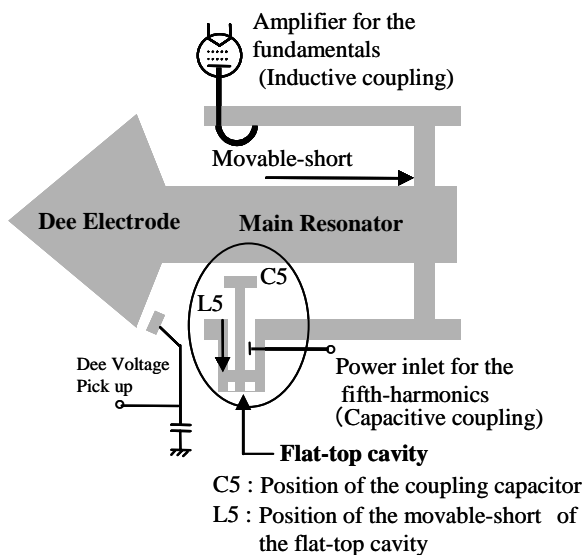 Amplifier for the
fundamentals
(Inductive coupling)
Movable-short
Dee Electrode
Main Resonator
C5
L5
Dee Voltage
Pick up
Power inlet for the
fifth-harmonics
(Capacitive coupling)
Flat-top cavity
C5 : Position of the coupling capacitor
L5 : Position of the movable-short of
the flat-top cavity